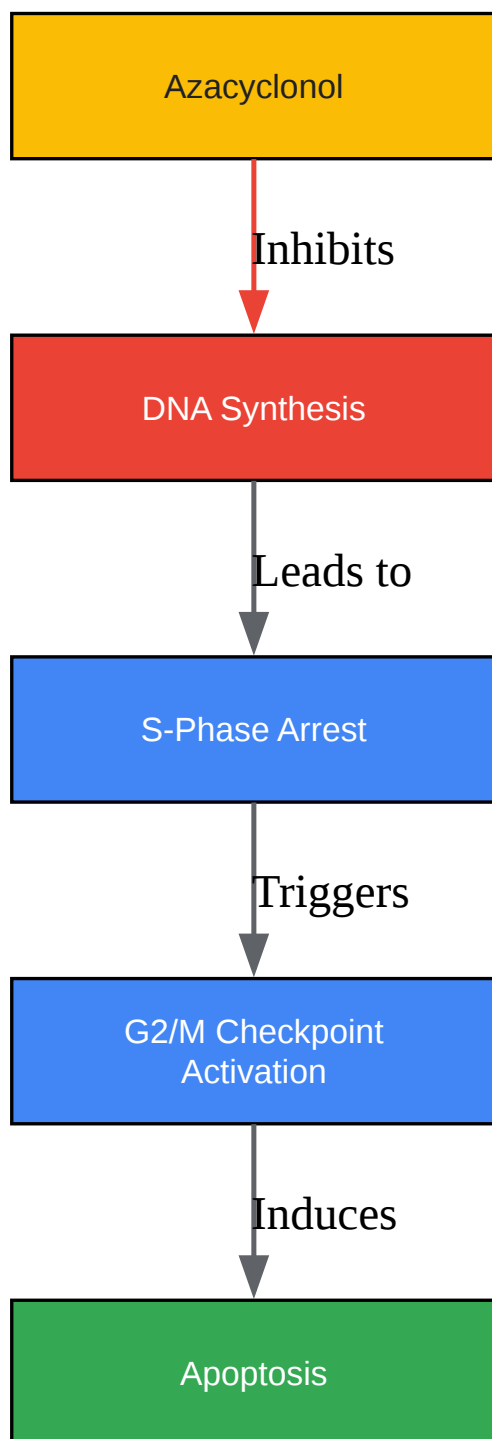 Azacyclonol
Inhibits
DNA Synthesis
Leads to
S-Phase Arrest
Triggers
G2/M Checkpoint
Activation
Induces
Apoptosis